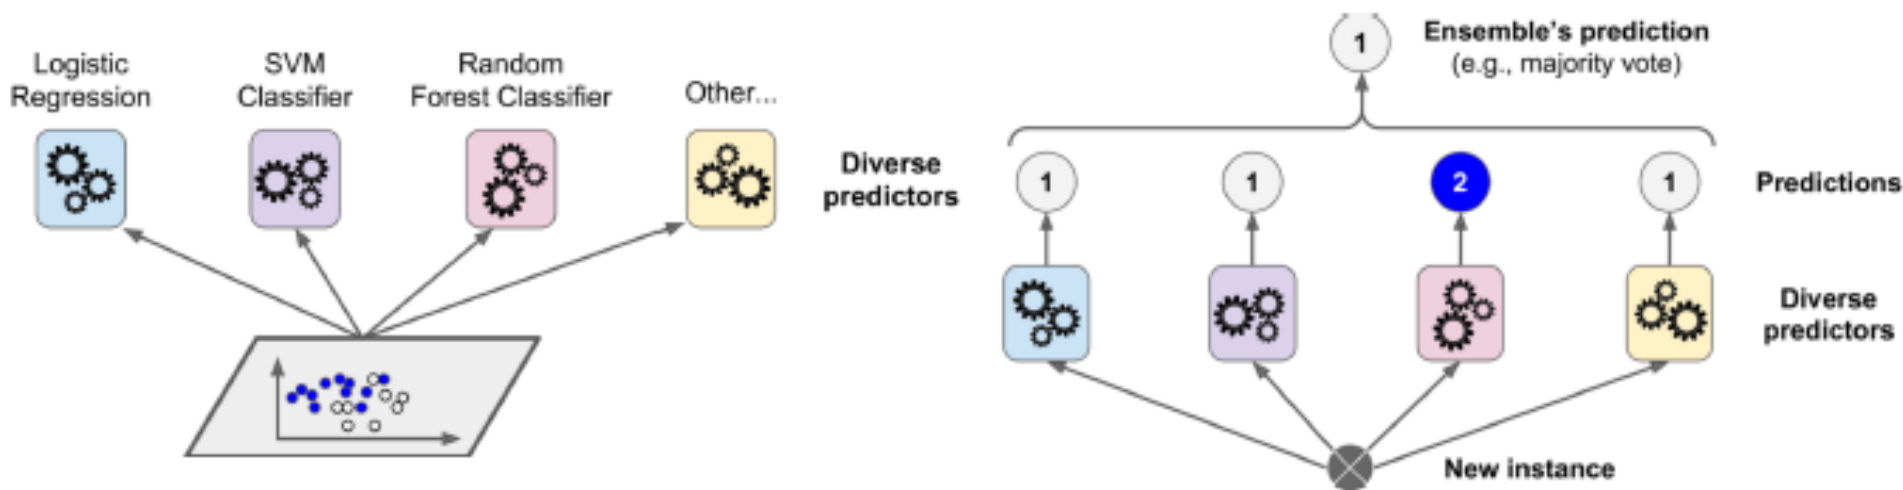 Logistic
Regression
SVM
Classifier
Random
Forest Classifier
Other...
Diverse
predictors
1
Ensemble's prediction
(e.g., majority vote)
1
1
2
1
Predictions
Diverse
predictors
New instance